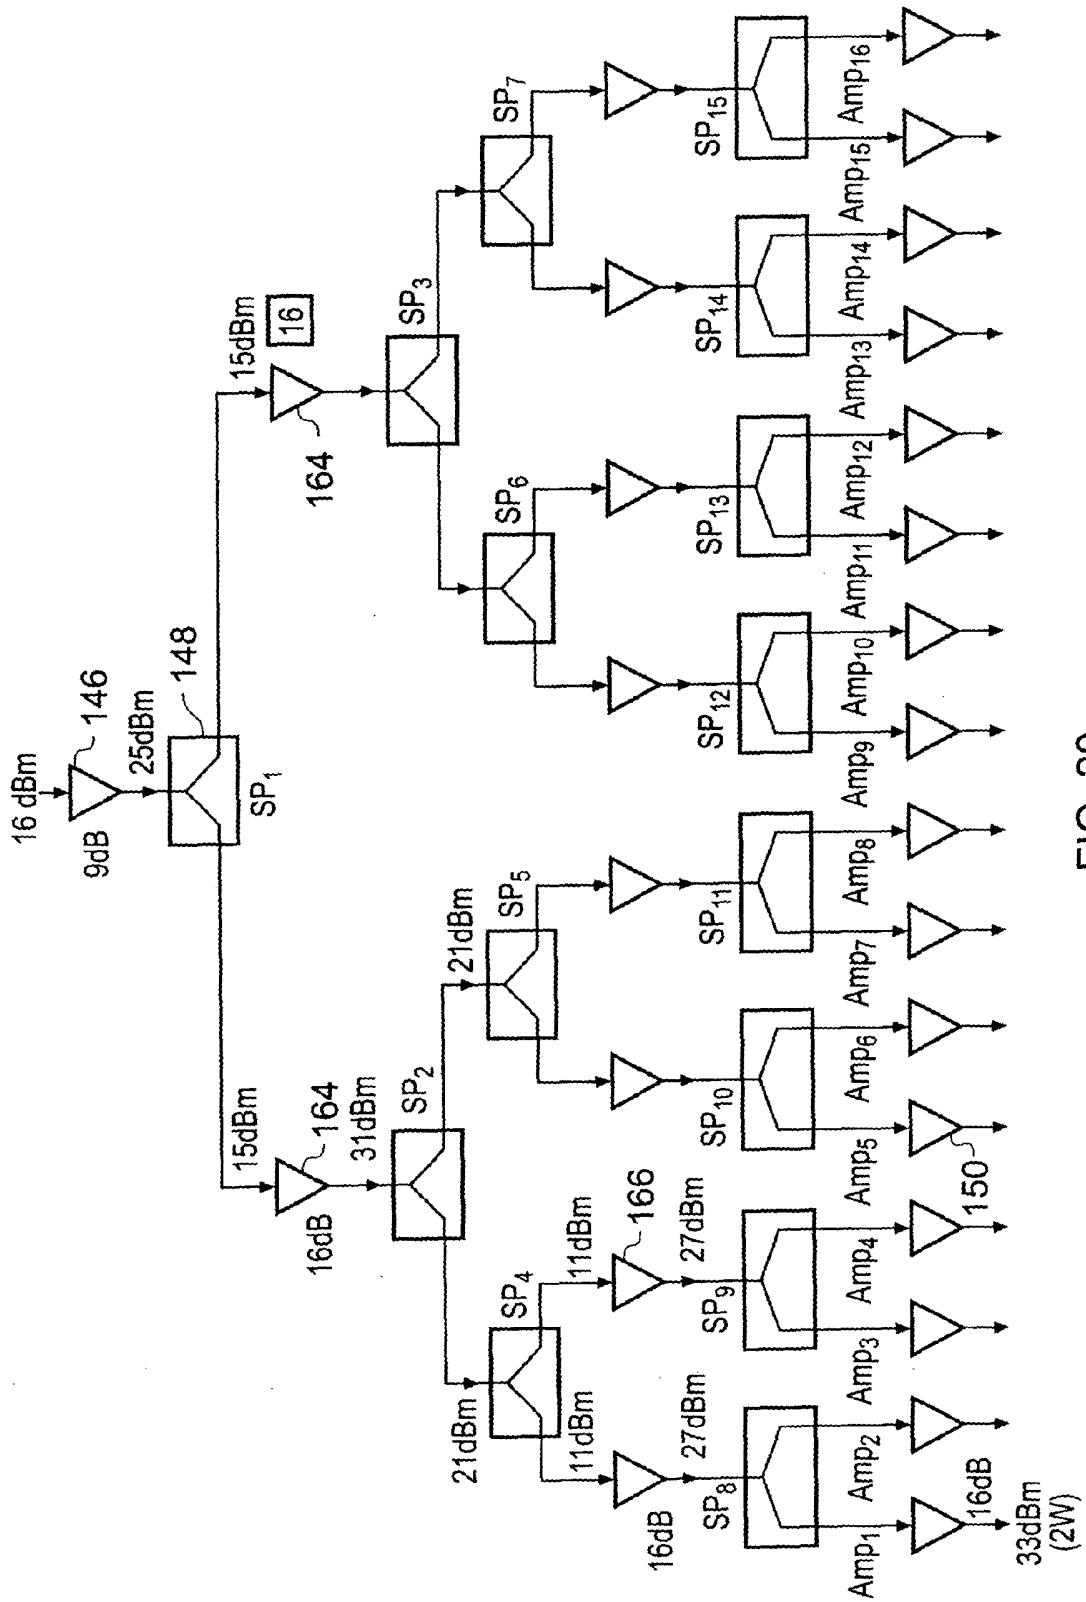 16 dBm
146
9dB
25dBm
148
SP1
15dBm
15dBm
16
164
164
16dB
31dBm
SP2
SP3
21dBm
21dBm
SP4
SP5
SP6
SP7
11dBm
11dBm
166
16dB
27dBm
27dBm
SP8
SP9
SP10
SP11
SP12
SP13
SP14
SP15
Amp1
Amp2
Amp3
Amp4
Amp5
Amp6
Amp7
Amp8
Amp9
Amp10
Amp11
Amp12
Amp13
Amp14
Amp15
Amp16
150
16dB
33dBm
(2W)